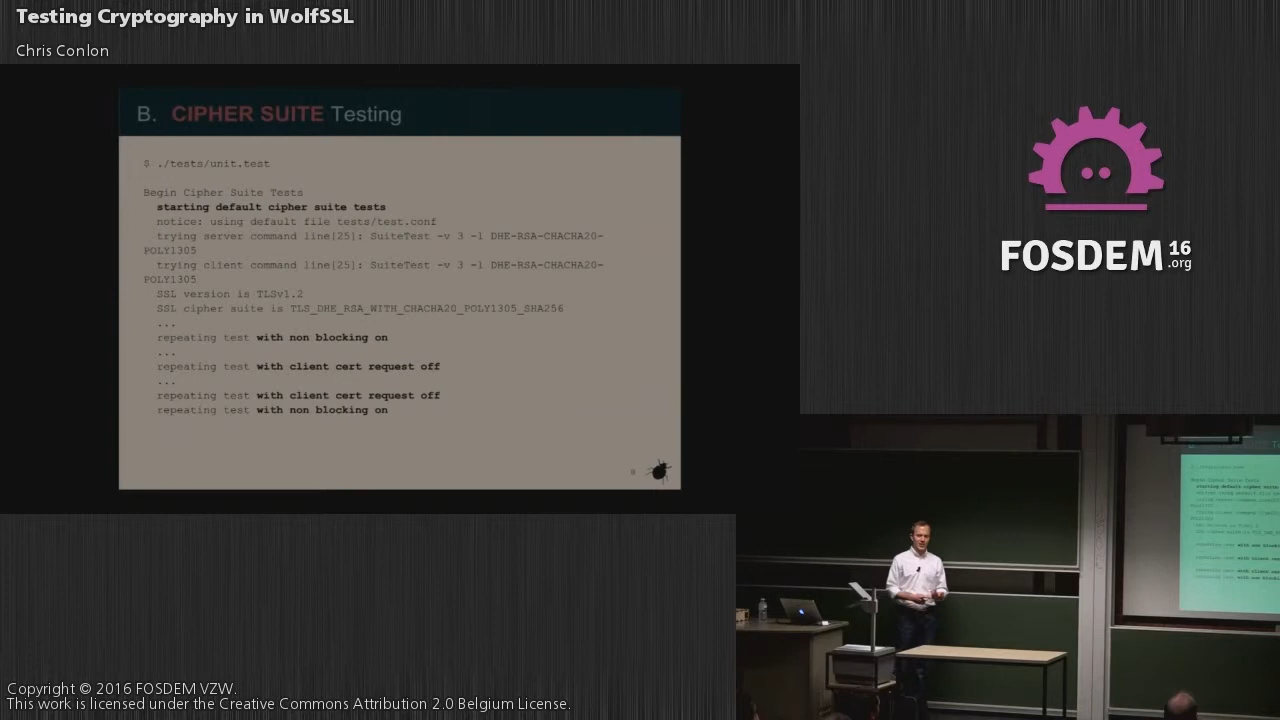 Testing Cryptography in WolfSSL
Chris Conlon
B. CIPHER SUITE Testing
$ ./tests/unit.test
Begin Cipher Suite Tests
starting default cipher suite tests
notice: using default file tests/test.conf
trying server command line[25]: SuiteTest -v 3 -l DHE-RSA-CHACHA20-
POLY1305
trying client command line[25]: SuiteTest -v 3 -l DHE-RSA-CHACHA20-
POLY1305
SSL version is TLSv1.2
SSL cipher suite is TLS_DHE_RSA_WITH_CHACHA20_POLY1305_SHA256
...
repeating test with non blocking on
...
repeating test with client cert request off
...
repeating test with client cert request off
repeating test with non blocking on
FOSDEM 16
.org
Copyright © 2016 FOSDEM VZW.
This work is licensed under the Creative Commons Attribution 2.0 Belgium License.